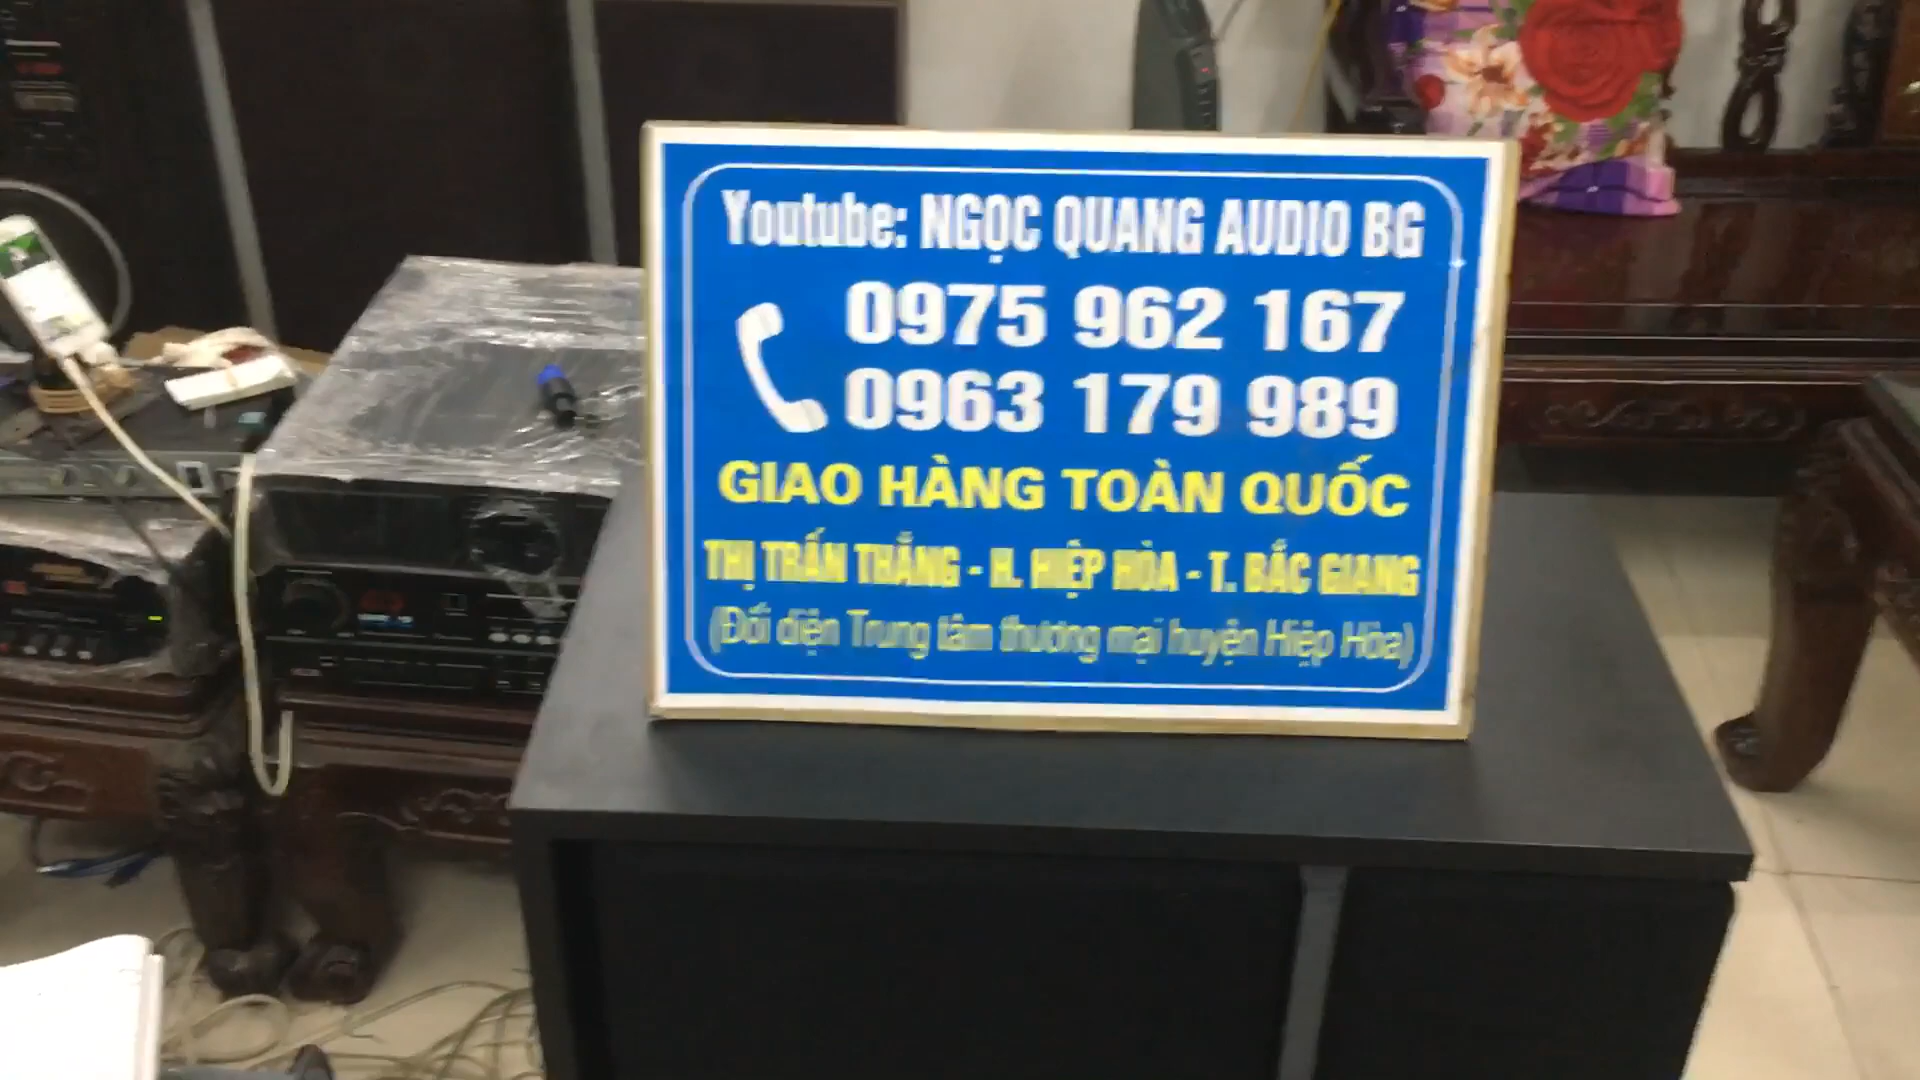 Youtube: NGỌC QUANG AUDIO BG
0975 962 167
0963 179 989
GIAO HÀNG TOÀN QUỐC
THỊ TRẤN THẮNG - H. HIỆP HÒA - T. BẮC GIANG
(Đối diện Trung tâm thương mại huyện Hiệp Hòa)